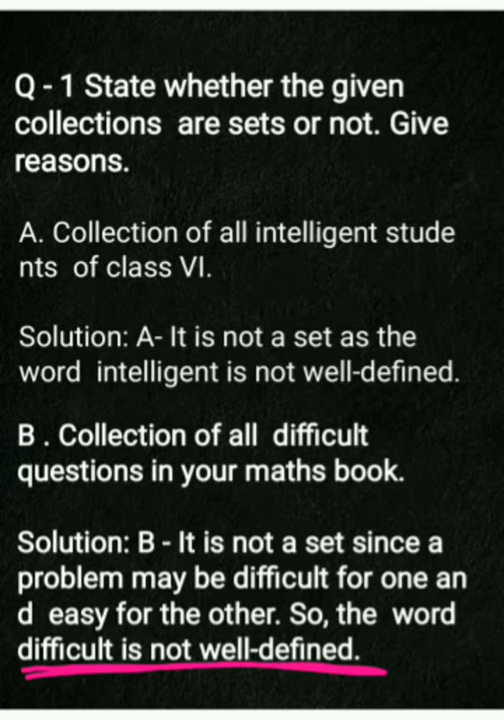 Q - 1 State whether the given
collections  are sets or not. Give
reasons.
A. Collection of all intelligent stude
nts  of class VI.
Solution: A- It is not a set as the
word  intelligent is not well-defined.
B . Collection of all  difficult
questions in your maths book.
Solution: B - It is not a set since a
problem may be difficult for one an
d  easy for the other. So, the  word
difficult is not well-defined.